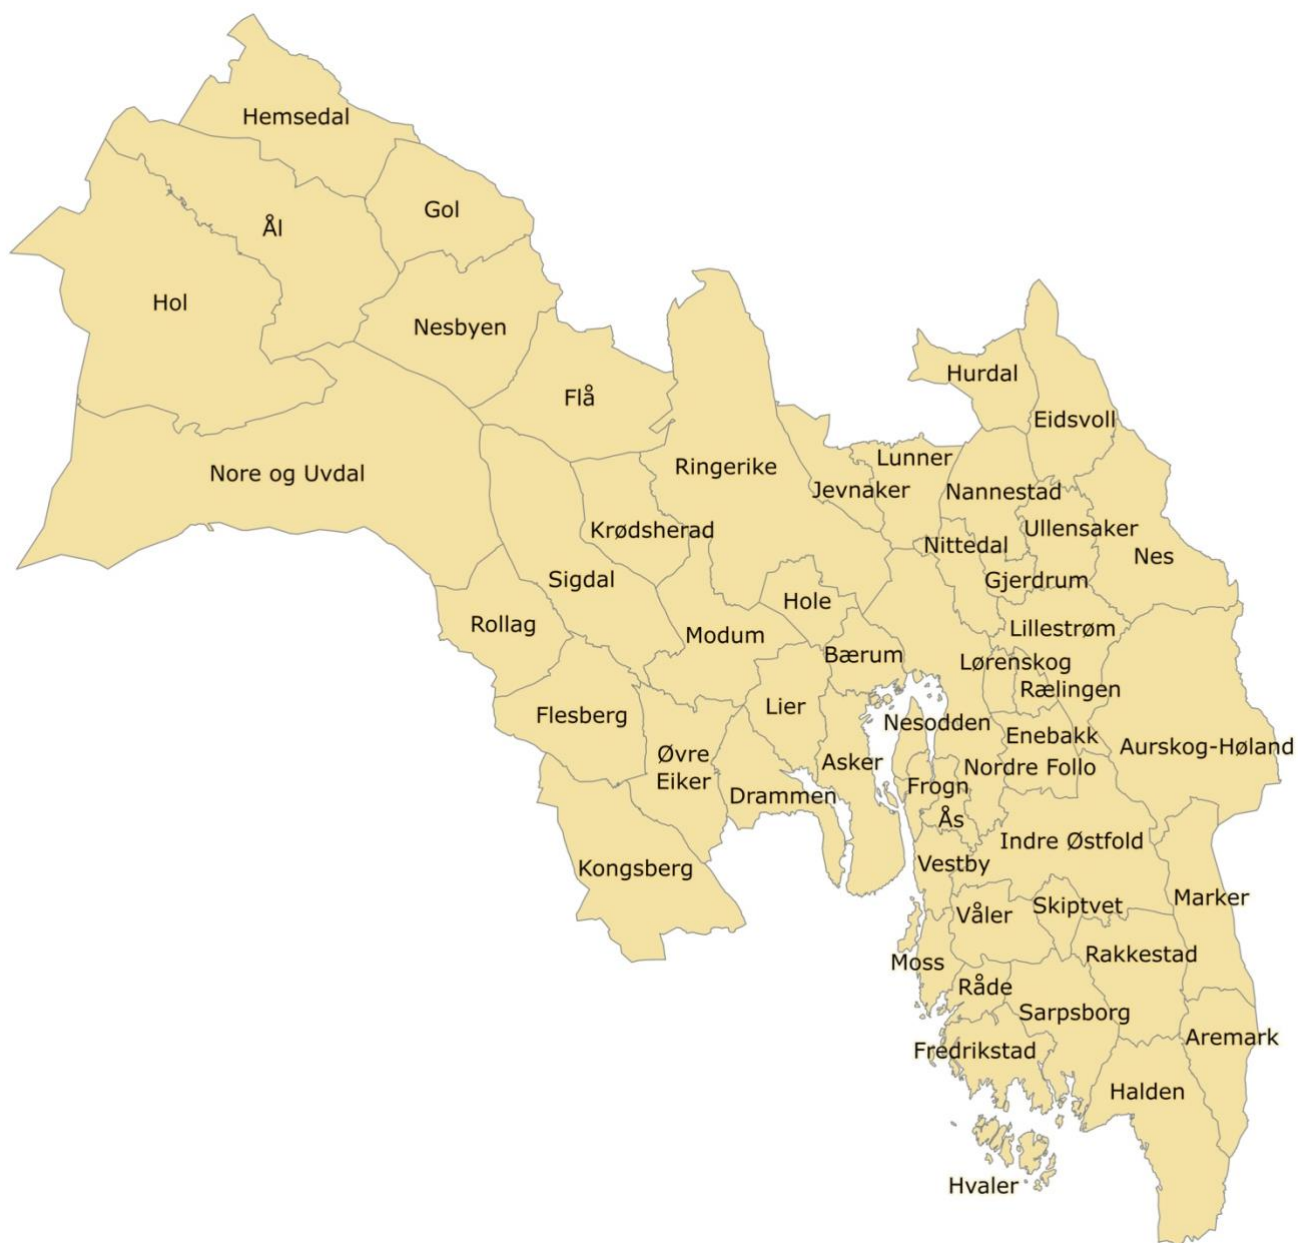 Hemsedal
Gol
Ål
Hol
Nesbyen
Hurdal
Flå
Eidsvoll
Lunner
Ringerike
Nore og Uvdal
Jevnaker
Nannestad
Ullensaker
Krødsherad
Nittedal
Nes
Sigdal
Gjerdrum
Hole
Rollag
Lillestrøm
Modum
Bærum
Lørenskog
Rælingen
Lier
Flesberg
Nesodden
Enebakk
Aurskog-Høland
Øvre
Eiker
Asker
Nordre Follo
Frogn
Drammen
Ås
Indre Østfold
Vestby
Kongsberg
Marker
Skiptvet
Våler
Rakkestad
Moss
Råde
Sarpsborg
Aremark
Fredrikstad
Halden
Hvaler